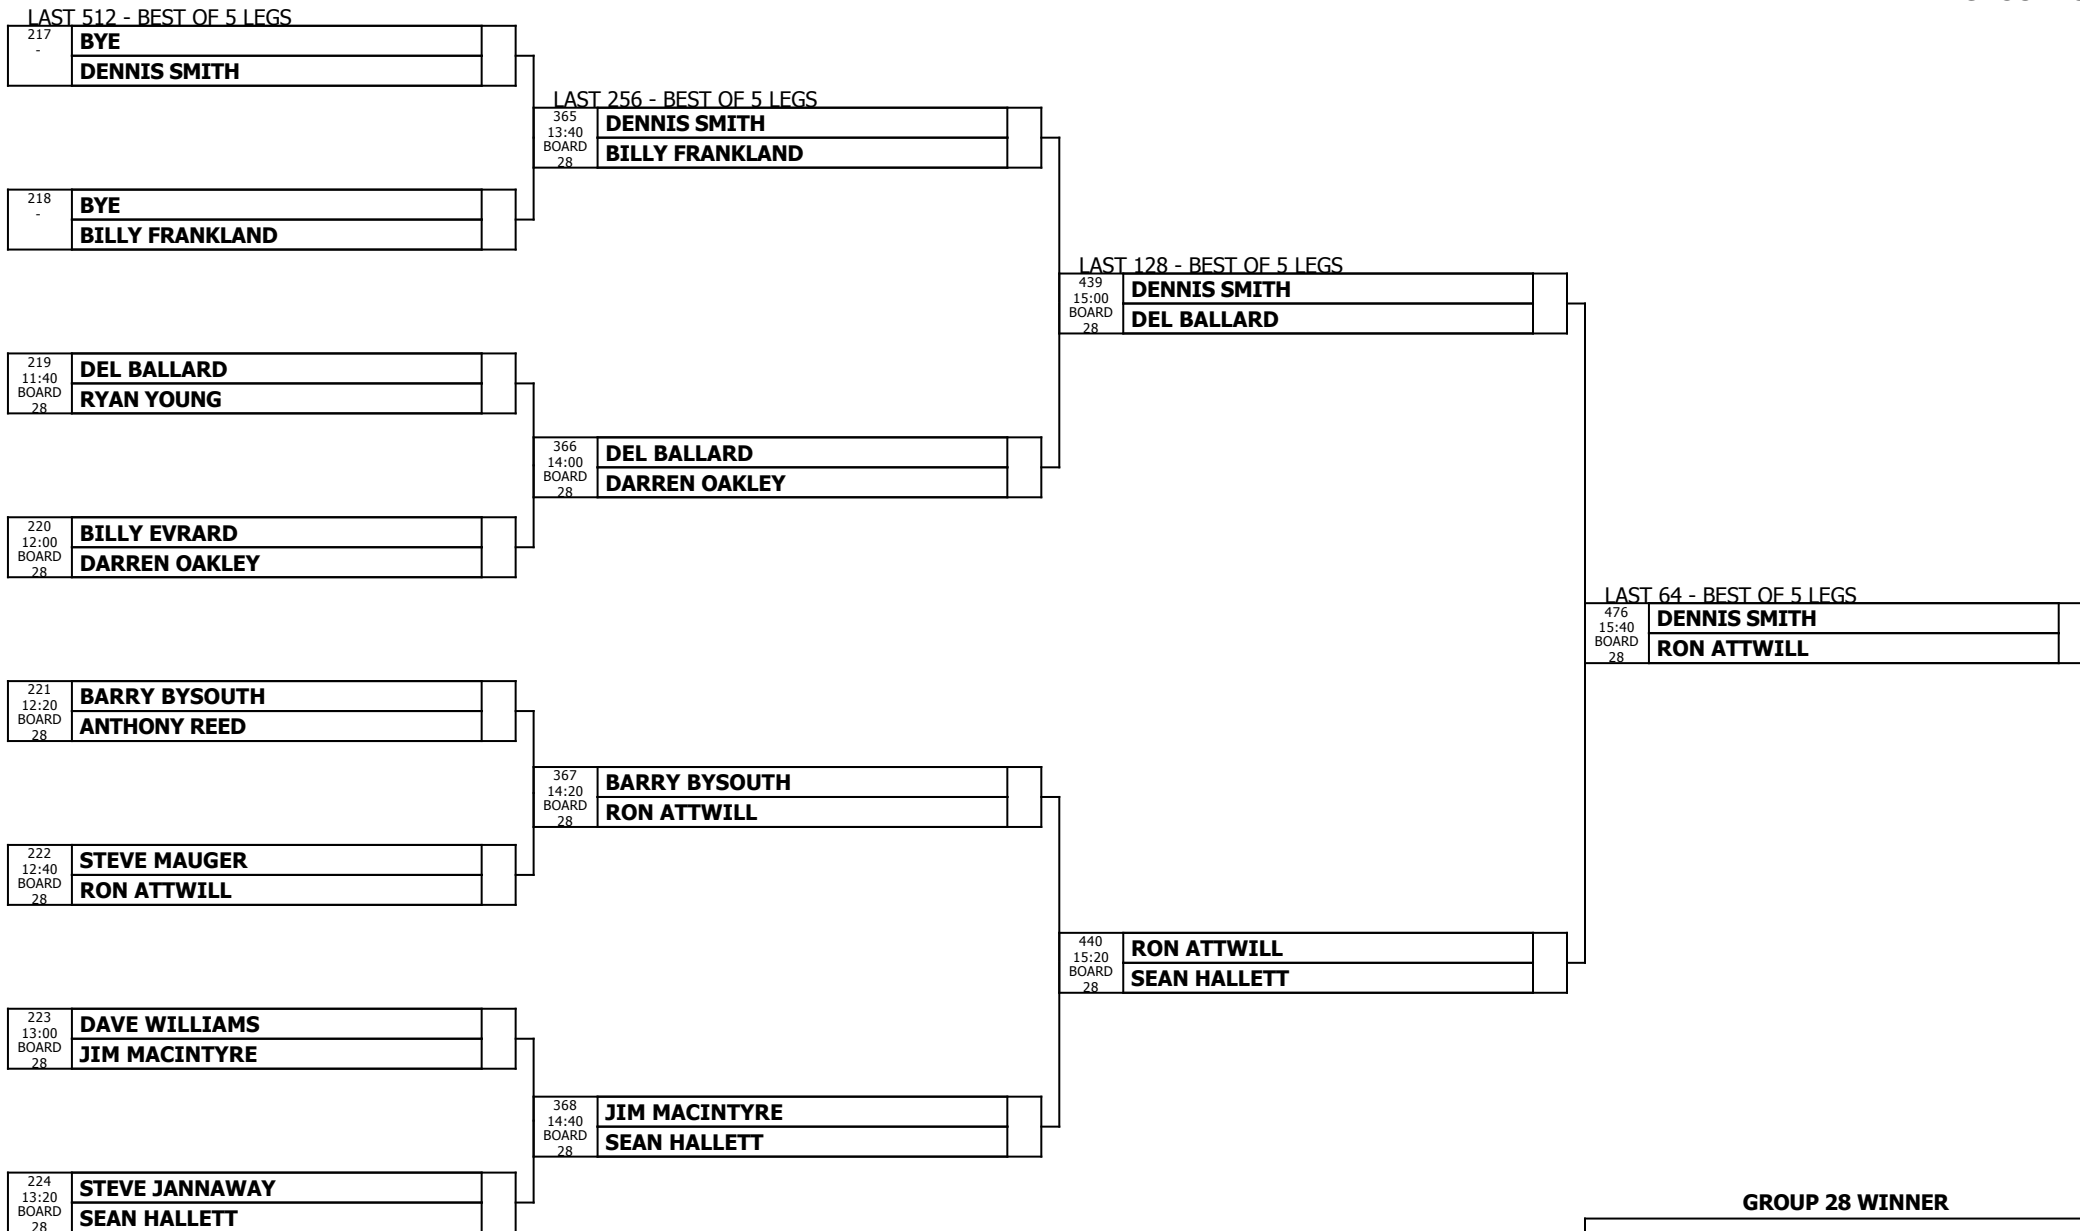 LAST 512 - BEST OF 5 LEGS
217
-
BYE
DENNIS SMITH
218
-
BYE
BILLY FRANKLAND
219
11:40
BOARD
28
DEL BALLARD
RYAN YOUNG
220
12:00
BOARD
28
BILLY EVRARD
DARREN OAKLEY
221
12:20
BOARD
28
BARRY BYSOUTH
ANTHONY REED
222
12:40
BOARD
28
STEVE MAUGER
RON ATTWILL
223
13:00
BOARD
28
DAVE WILLIAMS
JIM MACINTYRE
224
13:20
BOARD
28
STEVE JANNAWAY
SEAN HALLETT
LAST 256 - BEST OF 5 LEGS
365
13:40
BOARD
28
DENNIS SMITH
BILLY FRANKLAND
366
14:00
BOARD
28
DEL BALLARD
DARREN OAKLEY
367
14:20
BOARD
28
BARRY BYSOUTH
RON ATTWILL
368
14:40
BOARD
28
JIM MACINTYRE
SEAN HALLETT
LAST 128 - BEST OF 5 LEGS
439
15:00
BOARD
28
DENNIS SMITH
DEL BALLARD
440
15:20
BOARD
28
RON ATTWILL
SEAN HALLETT
LAST 64 - BEST OF 5 LEGS
476
15:40
BOARD
28
DENNIS SMITH
RON ATTWILL
GROUP 28 WINNER